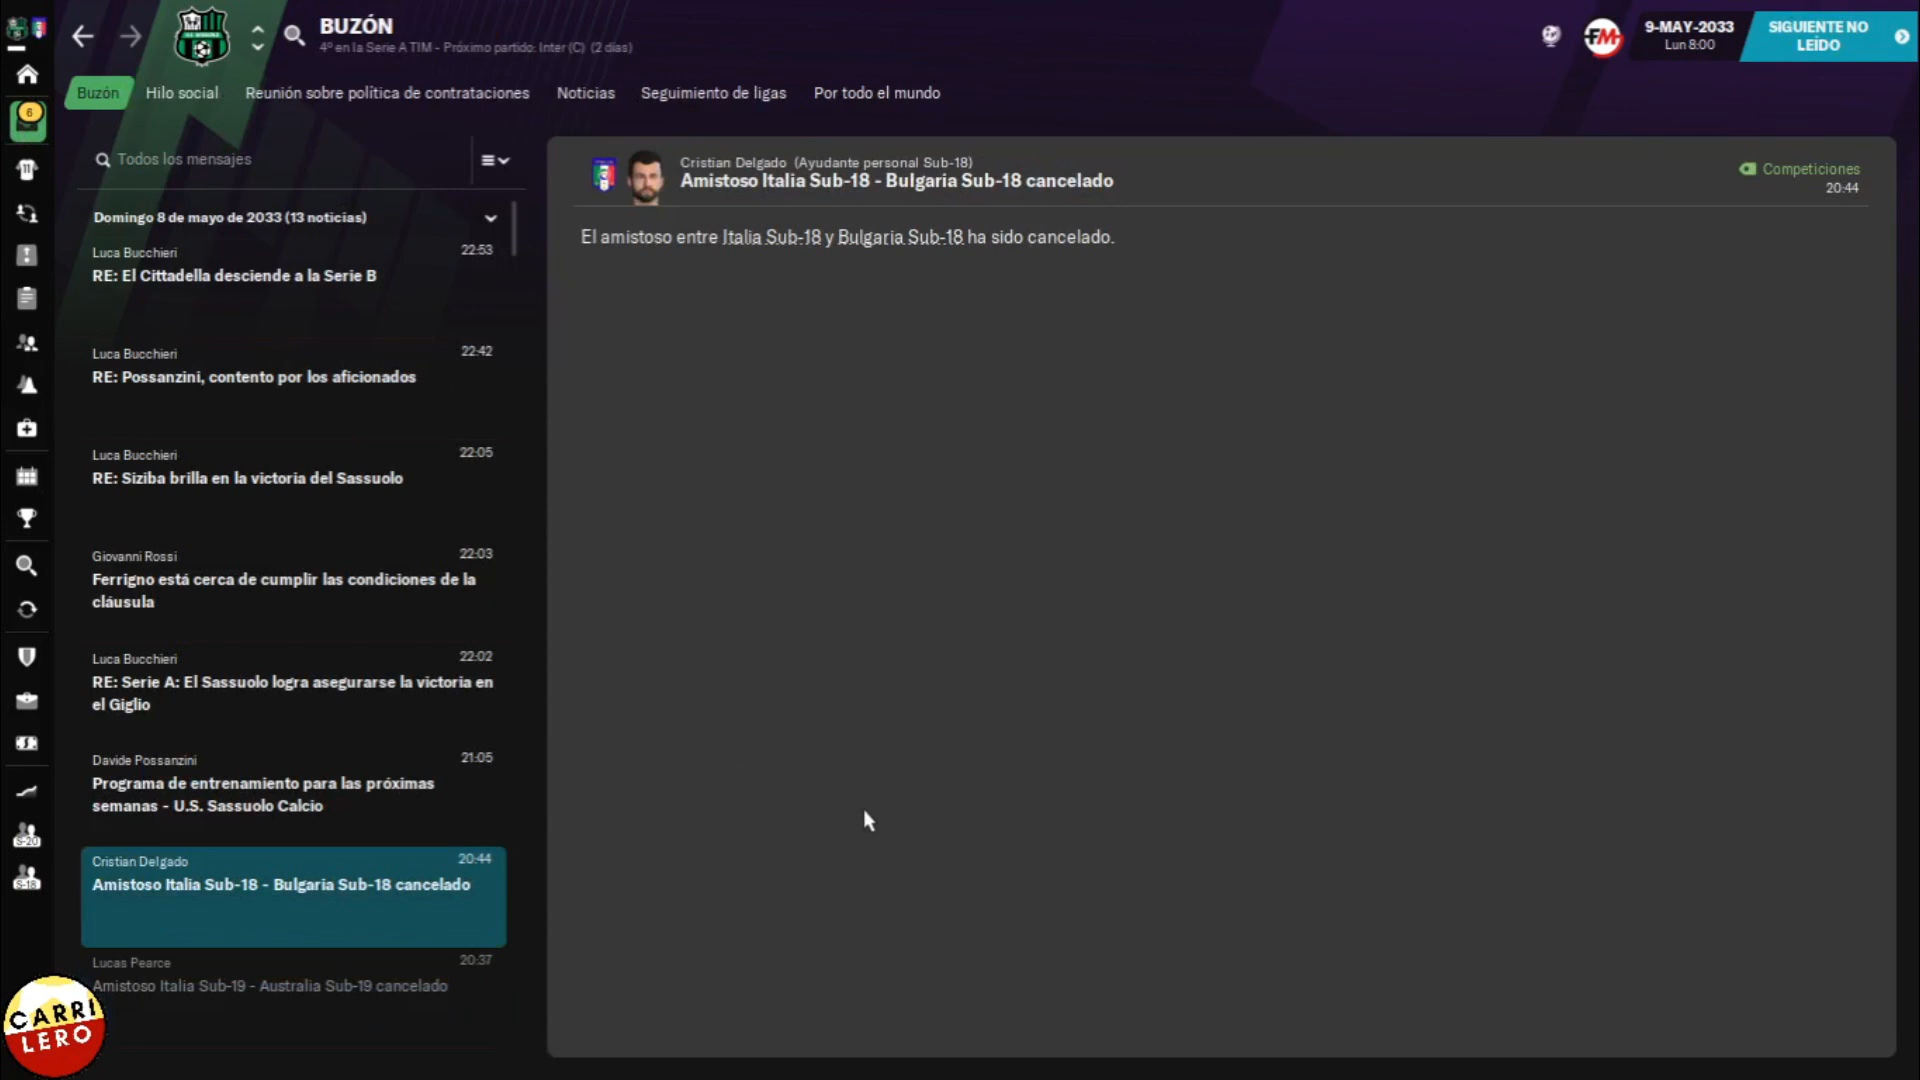 BUZÓN
4º en la Serie A TIM - Próximo partido: Inter (C) (2 días)
FM
9-MAY-2033
Lun 8:00
SIGUIENTE NO
LEÍDO
6
Buzón
Hilo social
Reunión sobre política de contrataciones
Noticias
Seguimiento de ligas
Por todo el mundo
Todos los mensajes
Domingo 8 de mayo de 2033 (13 noticias)
Luca Bucchieri
22:53
RE: El Cittadella desciende a la Serie B
Luca Bucchieri
22:42
RE: Possanzini, contento por los aficionados
Luca Bucchieri
22:05
RE: Siziba brilla en la victoria del Sassuolo
Giovanni Rossi
22:03
Ferrigno está cerca de cumplir las condiciones de la
cláusula
Luca Bucchieri
22:02
RE: Serie A: El Sassuolo logra asegurarse la victoria en
el Giglio
Davide Possanzini
21:05
Programa de entrenamiento para las próximas
semanas - U.S. Sassuolo Calcio
Cristian Delgado
20:44
Amistoso Italia Sub-18 - Bulgaria Sub-18 cancelado
Lucas Pearce
20:37
Amistoso Italia Sub-19 - Australia Sub-19 cancelado
Cristian Delgado (Ayudante personal Sub-18)
Amistoso Italia Sub-18 - Bulgaria Sub-18 cancelado
Competiciones
20:44
El amistoso entre Italia Sub-18 y Bulgaria Sub-18 ha sido cancelado.
S-20
S-18
CARRI
LERO